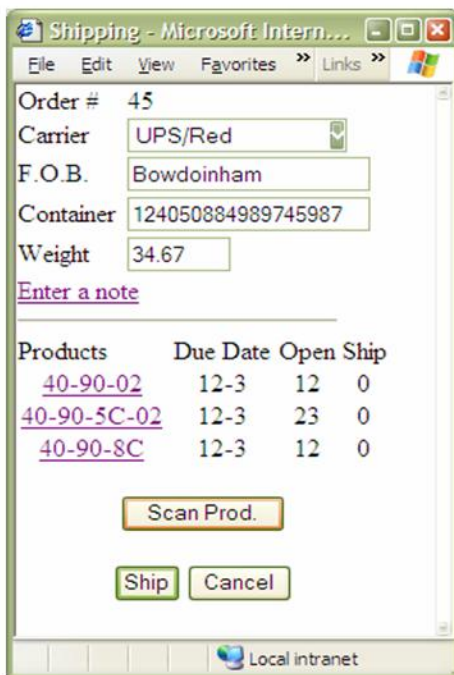 Shipping - Microsoft Intern...
File Edit View Favorites » Links »
Order # 45
Carrier UPS/Red
F.O.B. Bowdoinham
Container 124050884989745987
Weight 34.67
Enter a note
Products Due Date Open Ship
40-90-02 12-3 12 0
40-90-5C-02 12-3 23 0
40-90-8C 12-3 12 0
Scan Prod.
Ship Cancel
Local intranet